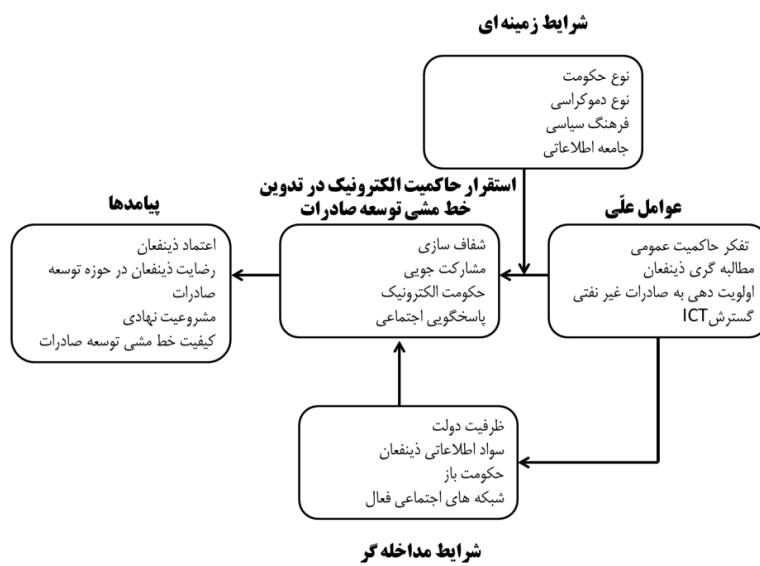 شرایط زمینه ای
نوع حکومت
نوع دموکراسی
فرهنگ سیاسی
جامعه اطلاعاتی
عوامل علّی
تفکر حاکمیت عمومی
مطالبه گری ذینفعان
اولویت دهی به صادرات غیر نفتی
گسترش ICT
استقرار حاکمیت الکترونیک در تدوین
خط مشی توسعه صادرات
شفاف سازی
مشارکت جویی
حکومت الکترونیک
پاسخگویی اجتماعی
پیامدها
اعتماد ذینفعان
رضایت ذینفعان در حوزه توسعه
صادرات
مشروعیت نهادی
کیفیت خط مشی توسعه صادرات
ظرفیت دولت
سواد اطلاعاتی ذینفعان
حکومت باز
شبکه های اجتماعی فعال
شرایط مداخله گر